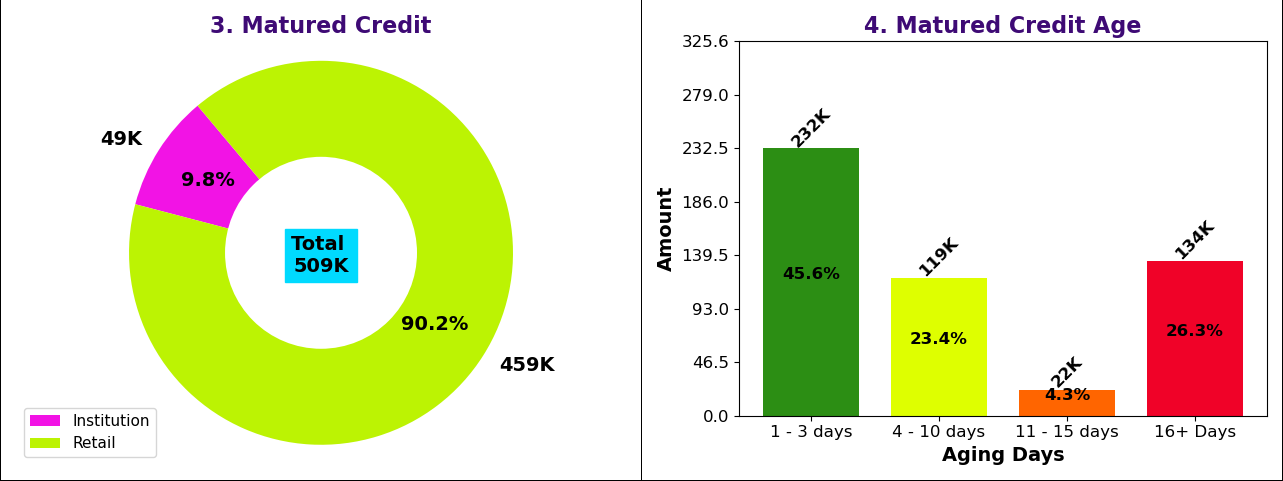 3. Matured Credit
49K
9.8%
Total
509K
90.2%
459K
Institution
Retail
4. Matured Credit Age
325.6
279.0
232.5
186.0
139.5
93.0
46.5
0.0
Amount
232K
45.6%
119K
23.4%
22K
4.3%
134K
26.3%
1 - 3 days
4 - 10 days
11 - 15 days
16+ Days
Aging Days